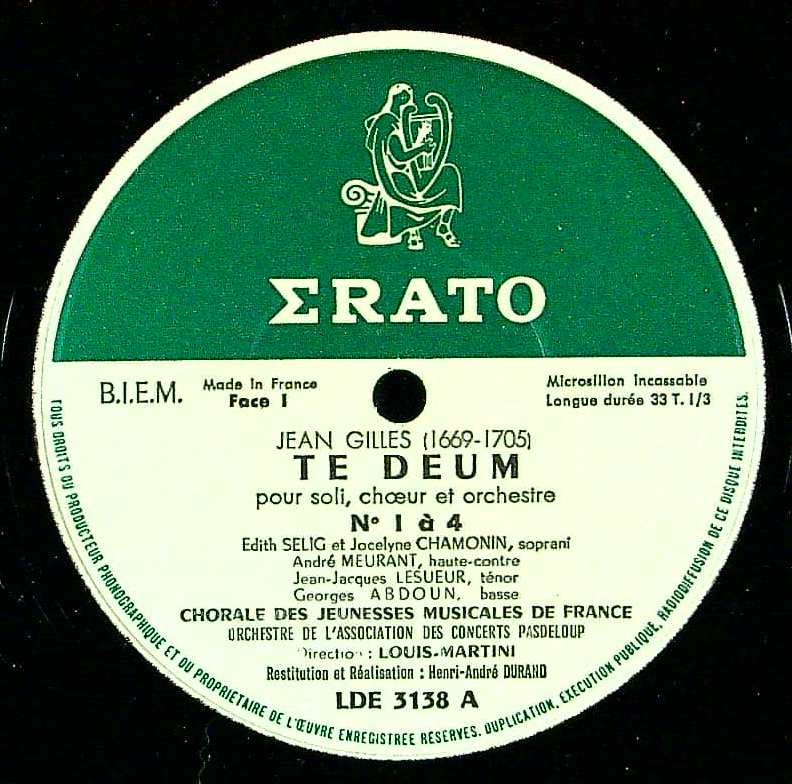 ΣRATO
B.I.E.M.
Made in France
Face 1
Microsillon incassable
Longue durée 33 T. 1/3
JEAN GILLES (1669-1705)
TE DEUM
pour soli, chœur et orchestre
N° 1 à 4
Edith SELIG et Jocelyne CHAMONIN, soprani
André MEURANT, haute-contre
Jean-Jacques LESUEUR, ténor
Georges ABDOUN, basse
CHORALE DES JEUNESSES MUSICALES DE FRANCE
ORCHESTRE DE L'ASSOCIATION DES CONCERTS PASDELOUP
Direction : LOUIS-MARTINI
Restitution et Réalisation : Henri-André DURAND
LDE 3138 A
TOUS DROITS DU PRODUCTEUR PHONOGRAPHIQUE ET DU PROPRIETAIRE DE L'ŒUVRE ENREGISTREE RESERVES. DUPLICATION, EXECUTION PUBLIQUE, RADIODIFFUSION DE CE DISQUE INTERDITES.